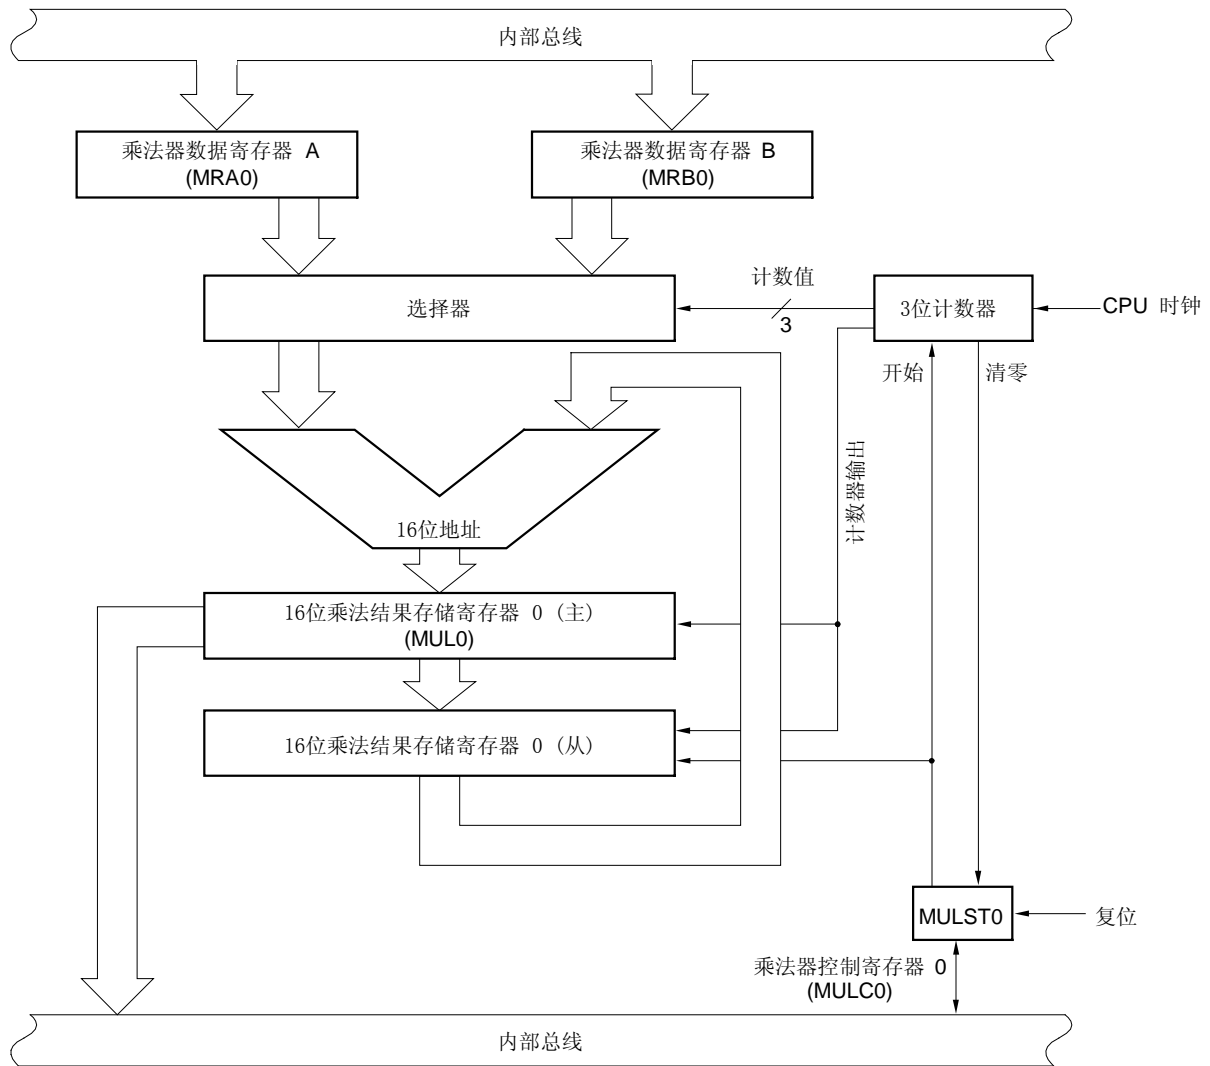 内部总线
乘法器数据寄存器 A
(MRA0)
乘法器数据寄存器 B
(MRB0)
计数值
选择器
3
3位计数器
CPU 时钟
开始
清零
计数器输出
16位地址
16位乘法结果存储寄存器 0 (主)
(MUL0)
16位乘法结果存储寄存器 0 (从)
MULST0
复位
乘法器控制寄存器 0
(MULC0)
内部总线